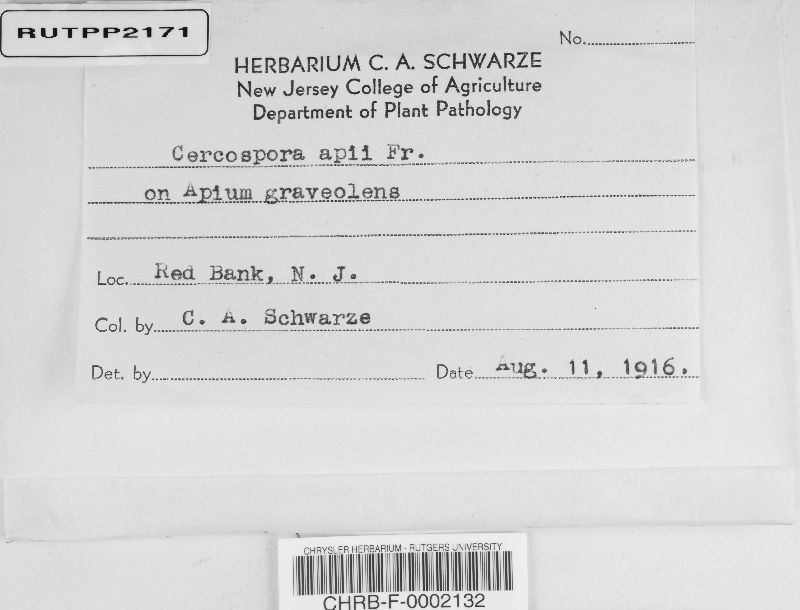 RUTPP2171
No.
HERBARIUM C. A. SCHWARZE
New Jersey College of Agriculture
Department of Plant Pathology
Cercospora apii Fr.
on Apium graveolens
Loc. Red Bank, N. J.
Col. by C. A. Schwarze
Det. by
Date Aug. 11, 1916.
CHRYSLER HERBARIUM - RUTGERS UNIVERSITY
CHRB-F-0002132